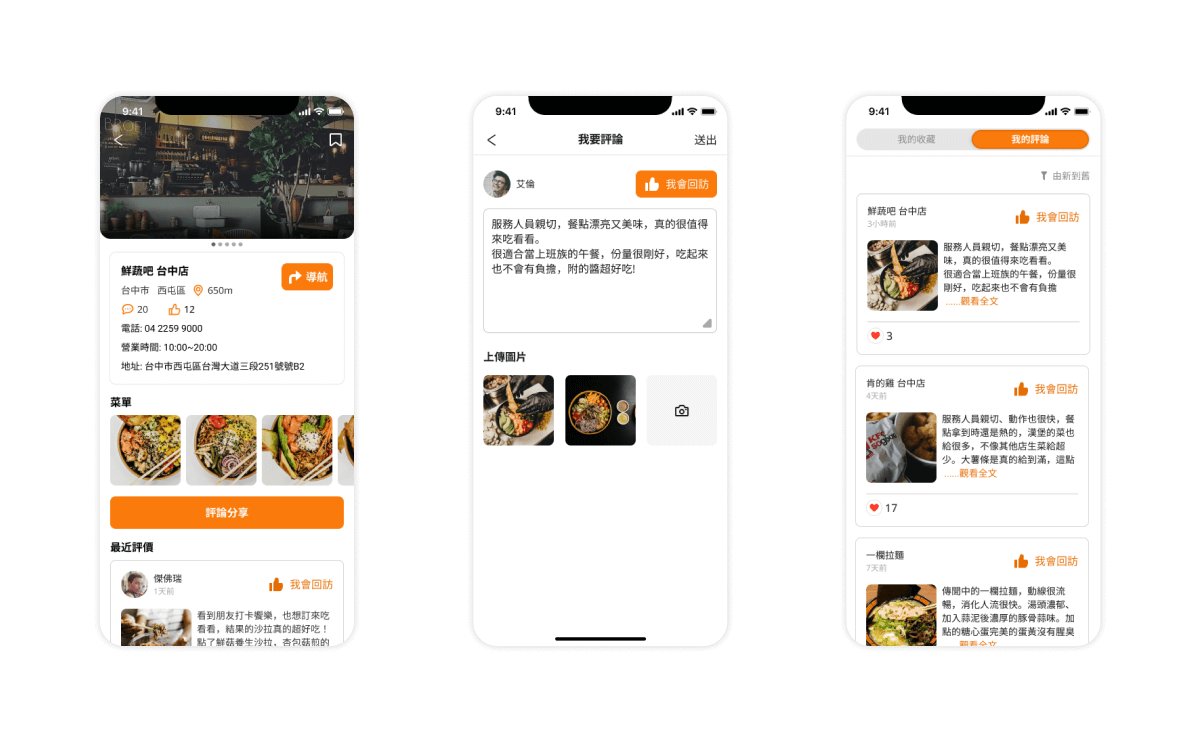 9:41
鮮蔬吧 台中店
導航
台中市 西屯區 650m
20 12
電話: 04 2259 9000
營業時間: 10:00~20:00
地址: 台中市西屯區台灣大道三段251號號B2
菜單
評論分享
最近評價
傑佛瑞
1天前
我會回訪
看到朋友打卡饗樂，也想訂來吃
看看，結果的沙拉真的超好吃！
點了鮮菇養生沙拉，杏包菇煎的
9:41
我要評論
送出
艾倫
我會回訪
服務人員親切，餐點漂亮又美味，真的很值得
來吃看看。
很適合當上班族的午餐，份量很剛好，吃起來
也不會有負擔，附的醬超好吃!
上傳圖片
9:41
我的收藏
我的評論
由新到舊
鮮蔬吧 台中店
3小時前
我會回訪
服務人員親切，餐點漂亮又美
味，真的很值得來吃看看。
很適合當上班族的午餐，份量很
剛好，吃起來也不會有負擔
......觀看全文
3
肯的雞 台中店
4天前
我會回訪
服務人員親切、動作也很快，餐
點拿到時還是熱的，漢堡的菜也
給很多，不像其他店生菜給超
少。大薯條是真的給到滿，這點
......觀看全文
17
一欄拉麵
7天前
我會回訪
傳聞中的一欄拉麵，動線很流
暢，消化人流很快。湯頭濃郁、
加入蒜泥後濃厚的豚骨蒜味。加
點的糖心蛋完美的蛋黃沒有腥臭
......觀看全文